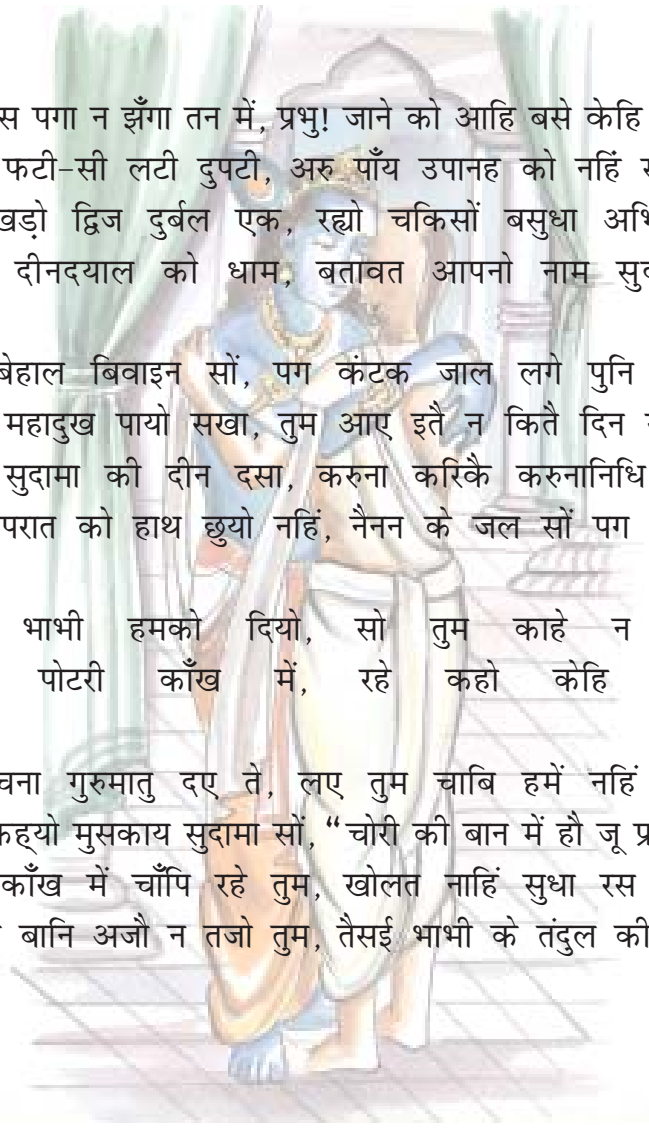 पगा न झँगा तन में, प्रभु! जाने को आहि बसे केहि
फटी-सी लटी दुपटी, अरु पाँय उपानह को नहिं
खड़ो द्विज दुर्बल एक, रह्यो चकिसों बसुधा
दीनदयाल को धाम, बतावत आपनो नाम
बेहाल बिवाइन सों, पग कंटक जाल लगे पुनि
महादुख पायो सखा, तुम आए इतै न कितै दिन
सुदामा की दीन दसा, करुना करिकै करुनानिधि
परात को हाथ छुयो नहिं, नैनन के जल सों पग
भाभी हमको दियो, सो तुम काहे न
पोटरी काँख में, रहे कहो केहि
गुरुमातु दए ते, लए तुम चाबि हमें नहिं
मुसकाय सुदामा सों, “चोरी की बान में हौ जू
काँख में चाँपि रहे तुम, खोलत नाहिं सुधा रस
बानि अजौ न तजो तुम, तैसई भाभी के तंदुल